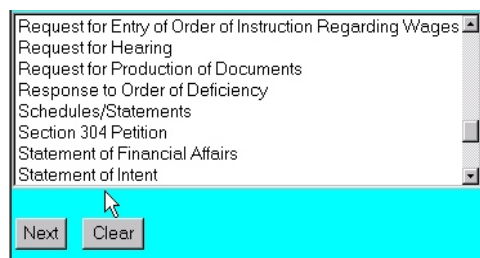 Request for Entry of Order of Instruction Regarding Wages
Request for Hearing
Request for Production of Documents
Response to Order of Deficiency
Schedules/Statements
Section 304 Petition
Statement of Financial Affairs
Statement of Intent
Next Clear